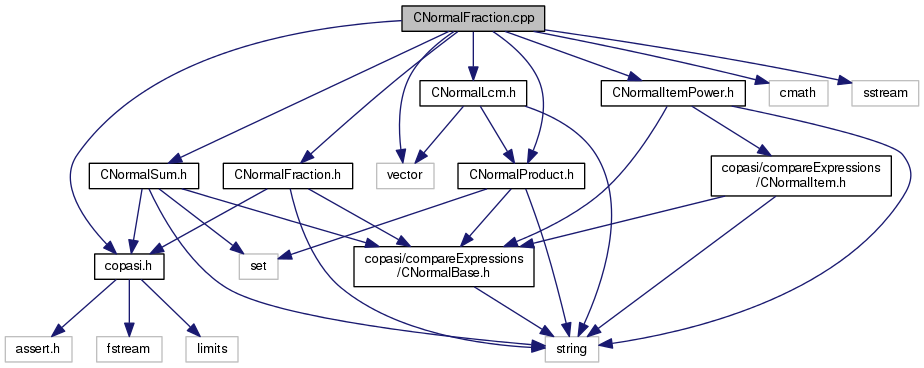 CNormalFraction.cpp
CNormalLcm.h
CNormalItemPower.h
cmath
sstream
CNormalSum.h
CNormalFraction.h
vector
CNormalProduct.h
copasi/compareExpressions
/CNormalItem.h
copasi.h
set
copasi/compareExpressions
/CNormalBase.h
assert.h
fstream
limits
string